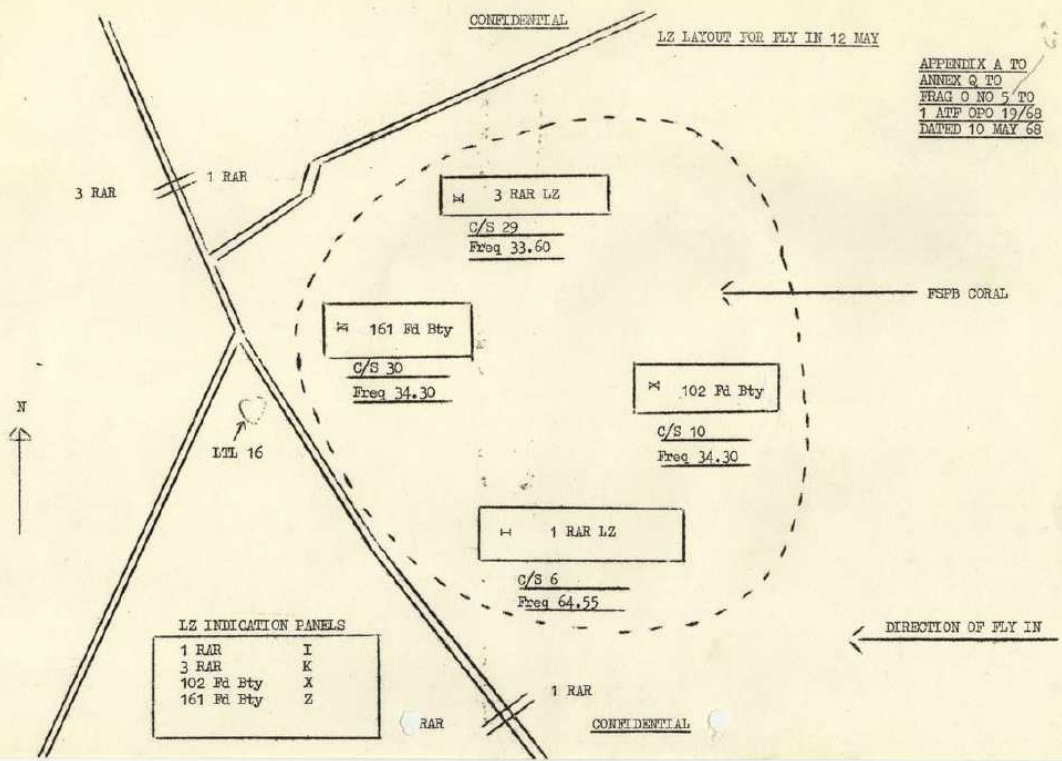 CONFIDENTIAL
LZ LAYOUT FOR FLY IN 12 MAY
APPENDIX A TO
ANNEX Q TO
FRAG O NO 5 TO
1 ATF OPO 19/68
DATED 10 MAY 68
3 RAR
1 RAR
3 RAR LZ
C/S 29
Freq 33.60
FSPB CORAL
161 Fd Bty
C/S 30
Freq 34.30
102 Fd Bty
C/S 10
Freq 34.30
N
LTL 16
1 RAR LZ
C/S 6
Freq 64.55
DIRECTION OF FLY IN
LZ INDICATION PANELS
1 RAR I
3 RAR K
102 Fd Bty X
161 Fd Bty Z
1 RAR
RAR
CONFIDENTIAL